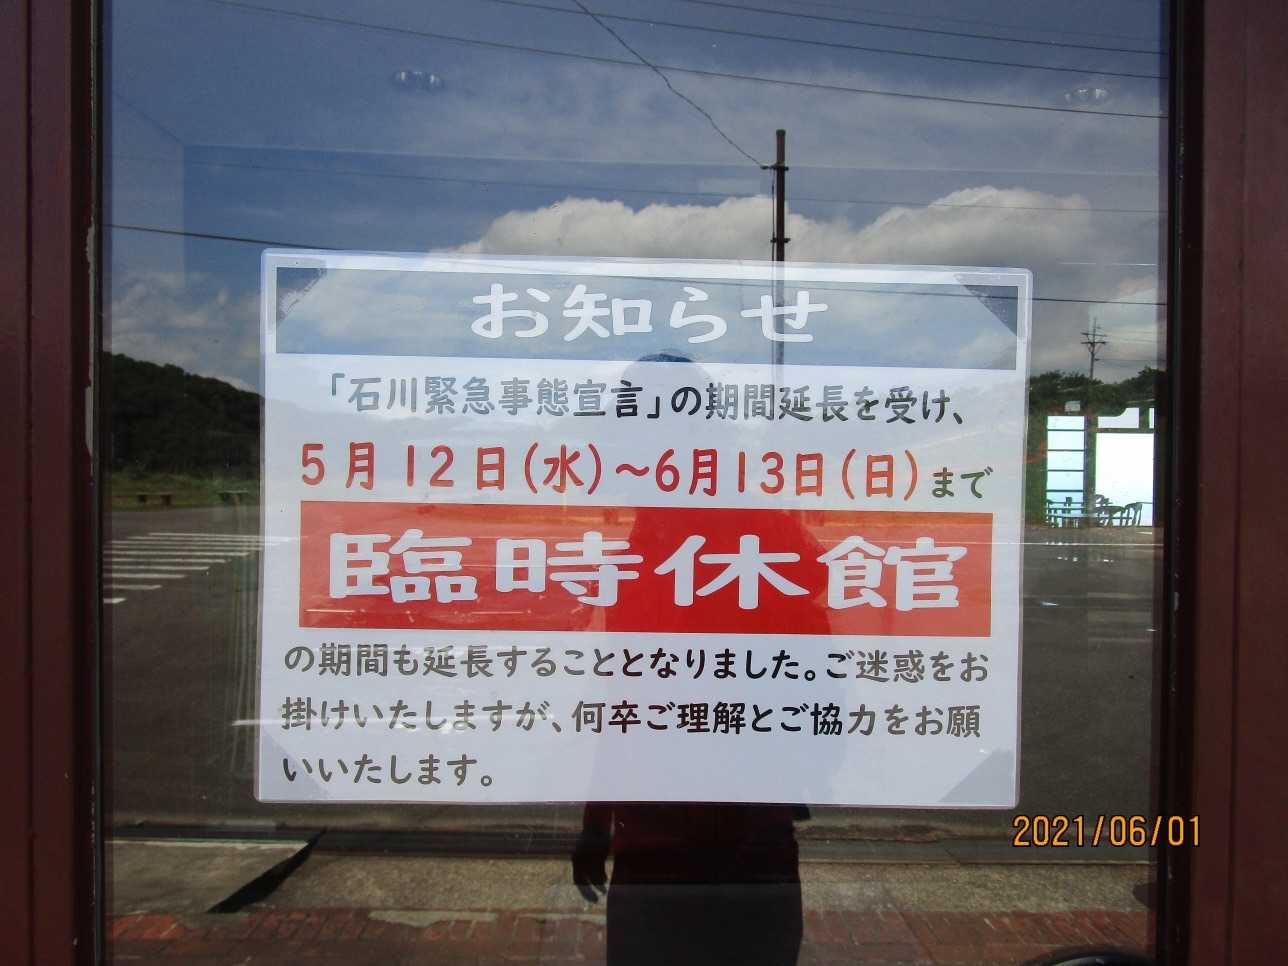 お知らせ
「石川緊急事態宣言」の期間延長を受け、
5月12日(水)～6月13日(日)まで
臨時休館
の期間も延長することとなりました。ご迷惑をお
掛けいたしますが、何卒ご理解とご協力をお願
いいたします。
2021/06/01